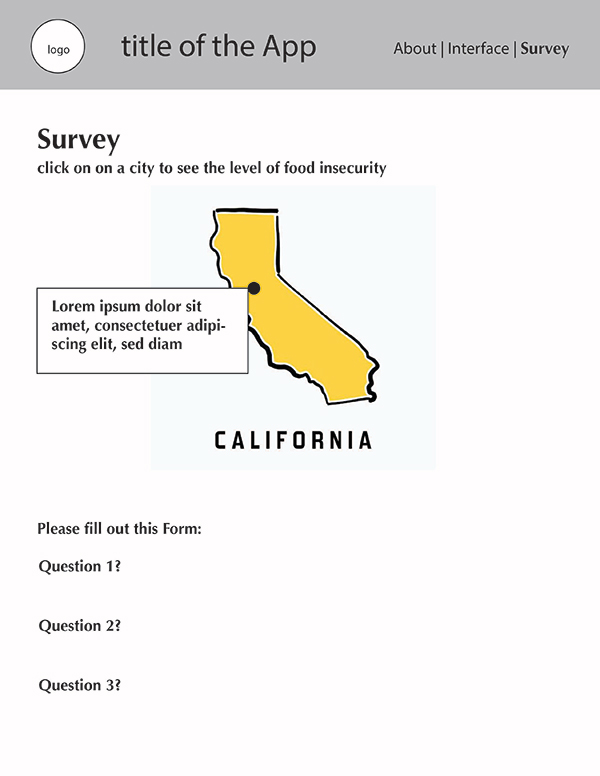 logo
title of the App
About | Interface | Survey
Survey
click on on a city to see the level of food insecurity
Lorem ipsum dolor sit
amet, consectetuer adipi-
scing elit, sed diam
CALIFORNIA
Please fill out this Form:
Question 1?
Question 2?
Question 3?